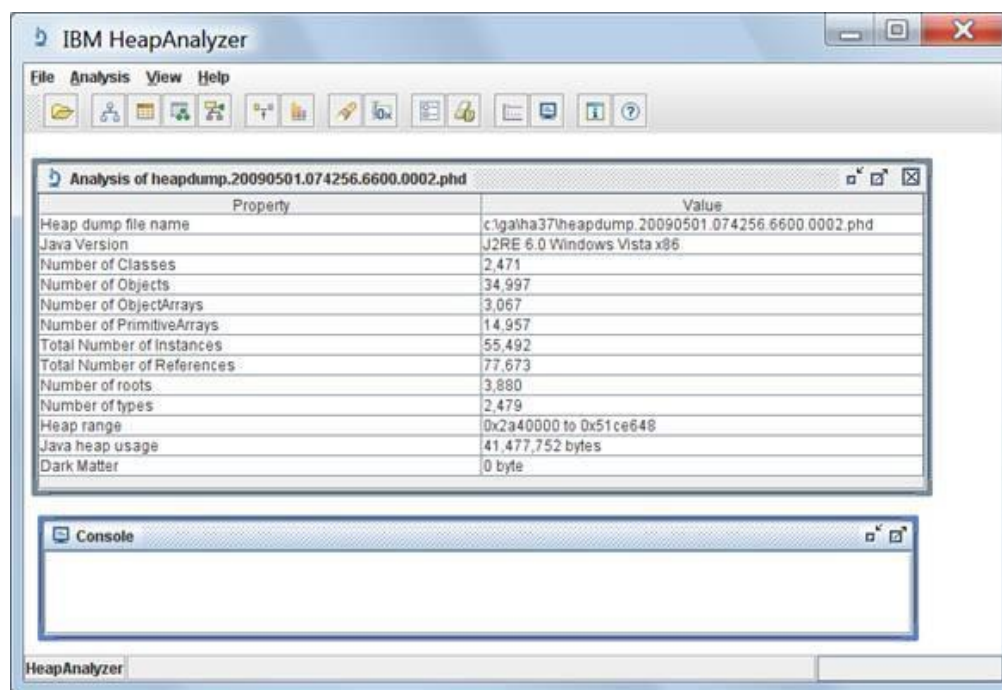 IBM HeapAnalyzer
File Analysis View Help
Analysis of heapdump.20090501.074256.6600.0002.phd
Property Value
Heap dump file name c:\ga\ha37\heapdump.20090501.074256.6600.0002.phd
Java Version J2RE 6.0 Windows Vista x86
Number of Classes 2,471
Number of Objects 34,997
Number of ObjectArrays 3,067
Number of PrimitiveArrays 14,957
Total Number of Instances 55,492
Total Number of References 77,673
Number of roots 3,880
Number of types 2,479
Heap range 0x2a40000 to 0x51ce648
Java heap usage 41,477,752 bytes
Dark Matter 0 byte
Console
HeapAnalyzer